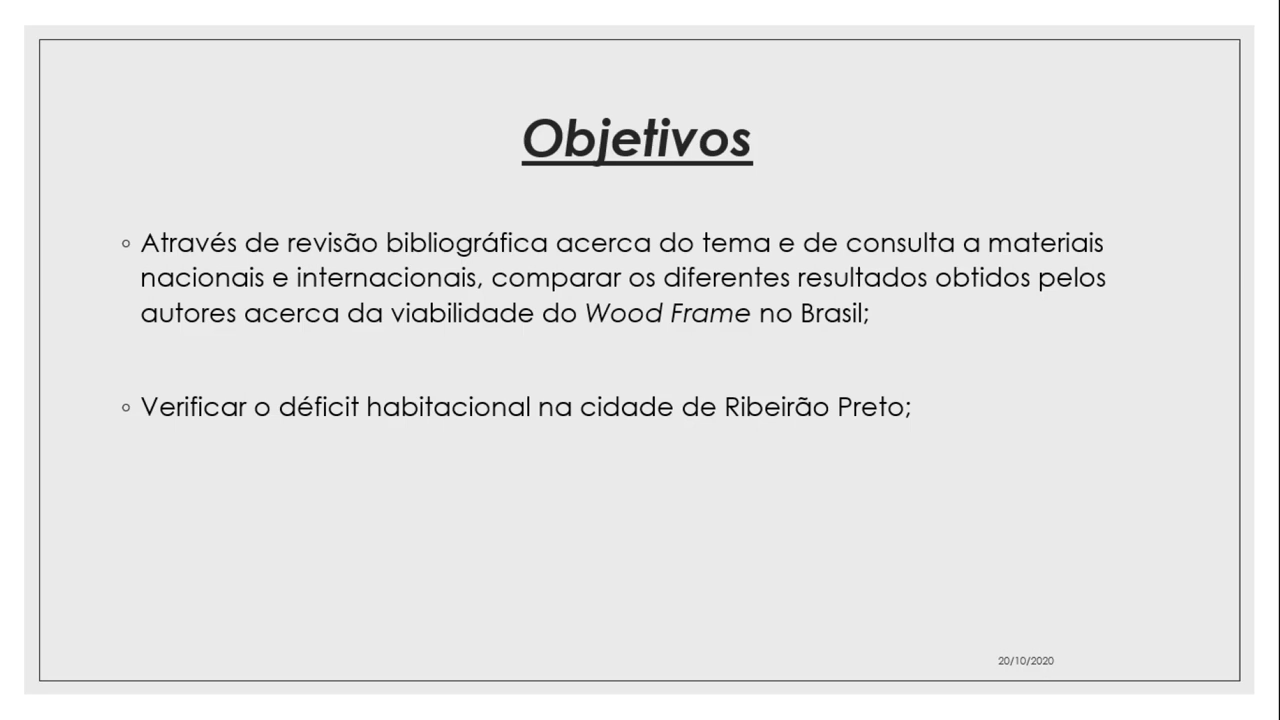 Objetivos
◦ Através de revisão bibliográfica acerca do tema e de consulta a materiais
nacionais e internacionais, comparar os diferentes resultados obtidos pelos
autores acerca da viabilidade do Wood Frame no Brasil;
◦ Verificar o déficit habitacional na cidade de Ribeirão Preto;
20/10/2020